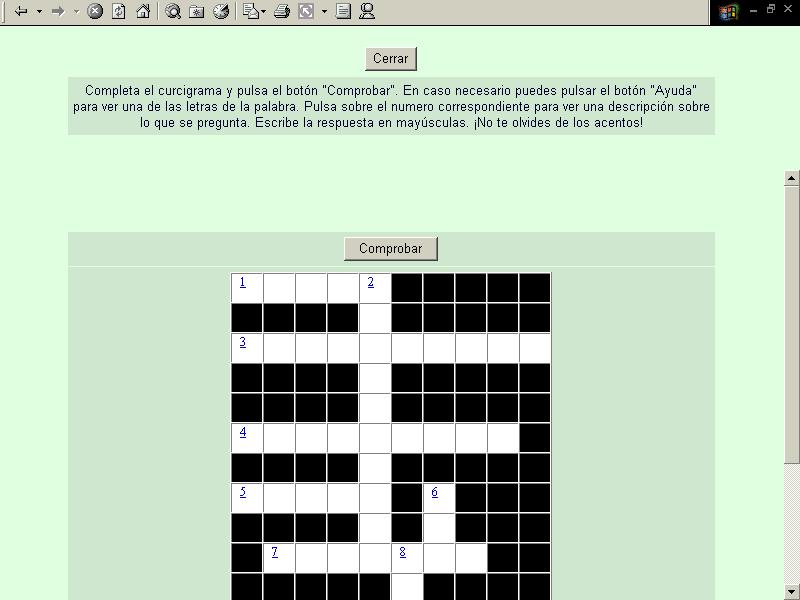 Cerrar
Completa el curcigrama y pulsa el botón "Comprobar". En caso necesario puedes pulsar el botón "Ayuda"
para ver una de las letras de la palabra. Pulsa sobre el numero correspondiente para ver una descripción sobre
lo que se pregunta. Escribe la respuesta en mayúsculas. ¡No te olvides de los acentos!
Comprobar
1 2
3
4
5 6
7 8